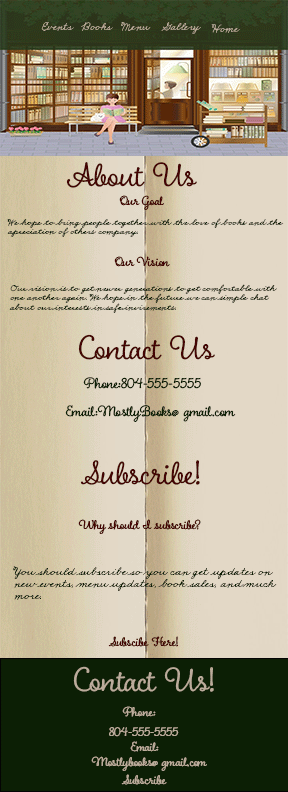 Events Books Menu Gallery Home
About Us
Our Goal
We hope to bring people together with the love of books and the
apreciation of others company.
Our Vision
Our vision is to get newer generations to get comfortable with
one another again. We hope in the future we can simple chat
about our interests in safe invirements.
Contact Us
Phone:804-555-5555
Email:MostlyBooks@gmail.com
Subscribe!
Why should I subscribe?
You should subscribe so you can get updates on
new events, menu updates, book sales, and much
more.
Subscibe Here!
Contact Us!
Phone:
804-555-5555
Email:
Mostlybooks@gmail.com
Subscribe